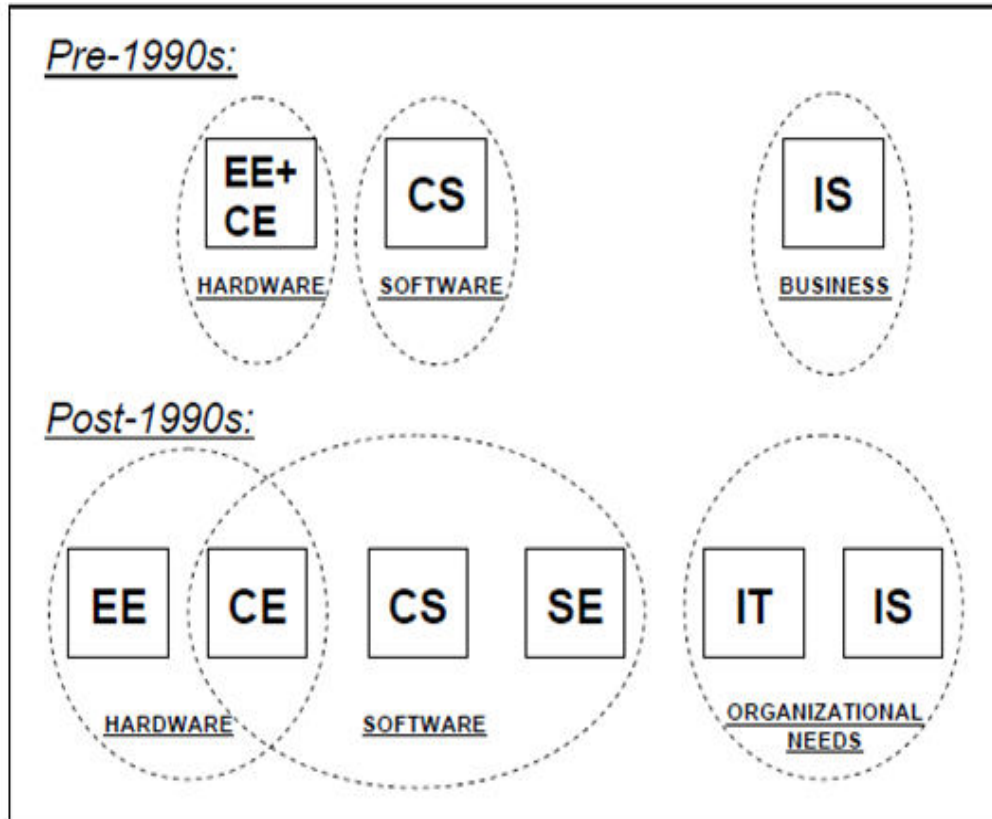 Pre-1990s:
EE+
CE
CS
IS
HARDWARE
SOFTWARE
BUSINESS
Post-1990s:
EE
CE
CS
SE
IT
IS
HARDWARE
SOFTWARE
ORGANIZATIONAL
NEEDS